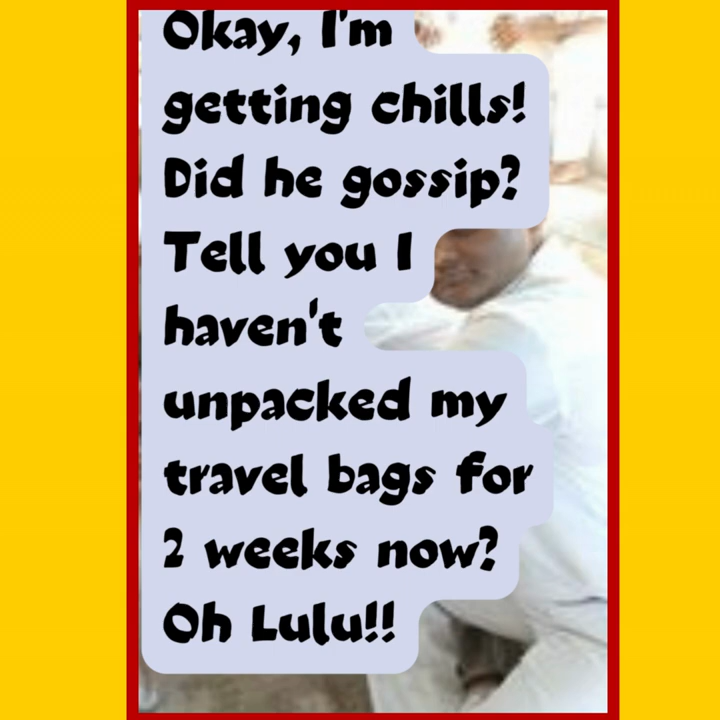 Okay, I'm
getting chills!
Did he gossip?
Tell you I
haven't
unpacked my
travel bags for
2 weeks now?
Oh Lulu!!